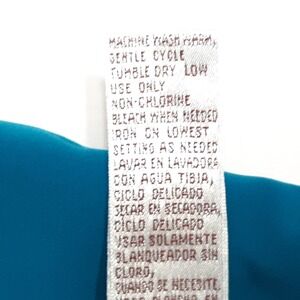 MACHINE WASH WARM,
GENTLE CYCLE
TUMBLE DRY LOW
USE ONLY
NON-CHLORINE
BLEACH WHEN NEEDED
IRON ON LOWEST
SETTING AS NEEDED
LAVAR EN LAVADORA
CON AGUA TIBIA,
CICLO DELICADO
SECAR EN SECADORA,
CICLO DELICADO
USAR SOLAMENTE
BLANQUEADOR SIN
CLORO,
CUANDO SE NECESITE,